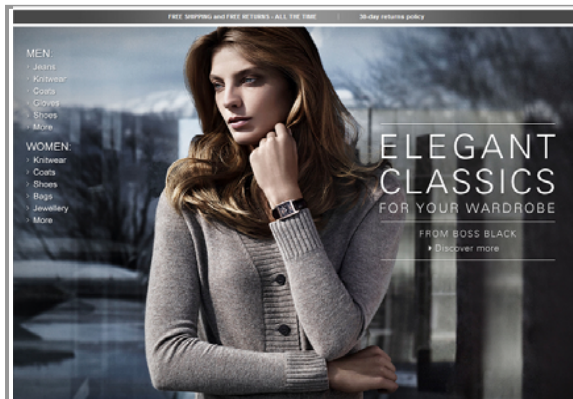 FREE SHIPPING and FREE RETURNS - ALL THE TIME | 30-day returns policy
MEN:
› Jeans
› Knitwear
› Coats
› Gloves
› Shoes
› More
WOMEN:
› Knitwear
› Coats
› Shoes
› Bags
› Jewellery
› More
ELEGANT
CLASSICS
FOR YOUR WARDROBE
FROM BOSS BLACK
Discover more